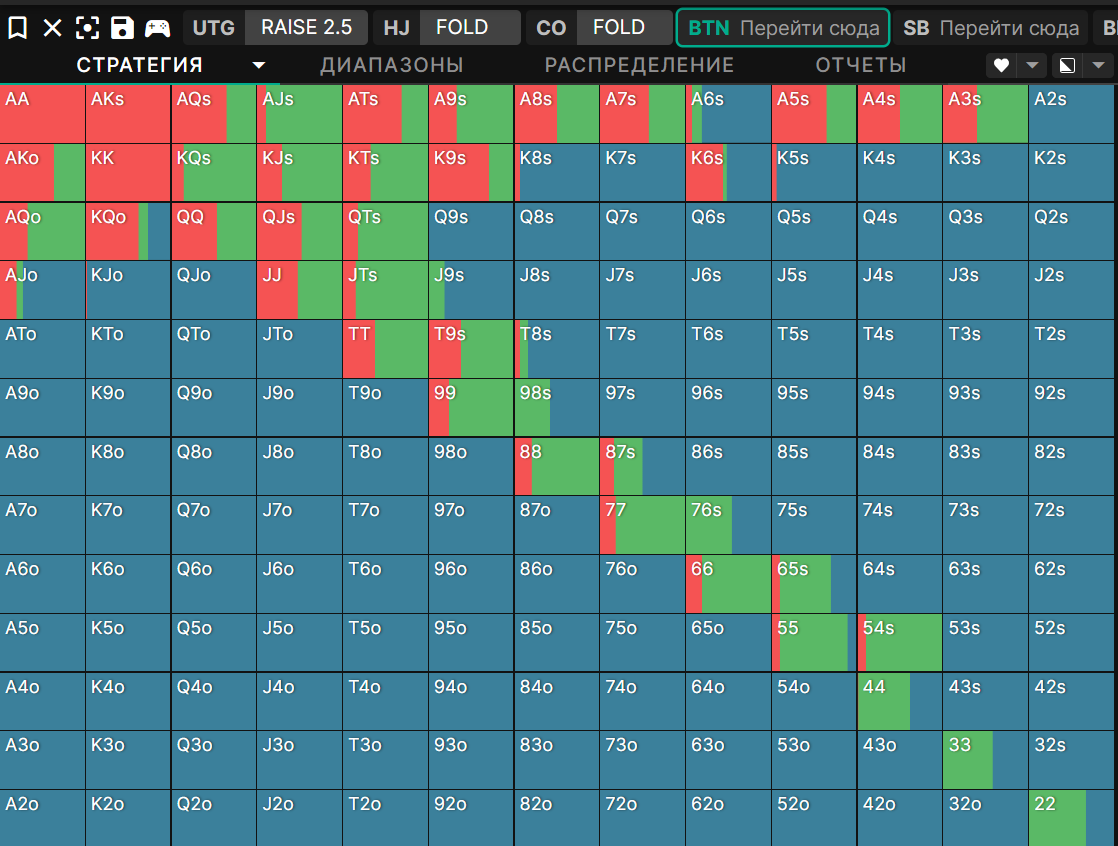 UTG RAISE 2.5 HJ FOLD CO FOLD BTN Перейти сюда SB Перейти сюда
СТРАТЕГИЯ ДИАПАЗОНЫ РАСПРЕДЕЛЕНИЕ ОТЧЕТЫ
AA AKs AQs AJs ATs A9s A8s A7s A6s A5s A4s A3s A2s
AKo KK KQs KJs KTs K9s K8s K7s K6s K5s K4s K3s K2s
AQo KQo QQ QJs QTs Q9s Q8s Q7s Q6s Q5s Q4s Q3s Q2s
AJo KJo QJo JJ JTs J9s J8s J7s J6s J5s J4s J3s J2s
ATo KTo QTo JTo TT T9s T8s T7s T6s T5s T4s T3s T2s
A9o K9o Q9o J9o T9o 99 98s 97s 96s 95s 94s 93s 92s
A8o K8o Q8o J8o T8o 98o 88 87s 86s 85s 84s 83s 82s
A7o K7o Q7o J7o T7o 97o 87o 77 76s 75s 74s 73s 72s
A6o K6o Q6o J6o T6o 96o 86o 76o 66 65s 64s 63s 62s
A5o K5o Q5o J5o T5o 95o 85o 75o 65o 55 54s 53s 52s
A4o K4o Q4o J4o T4o 94o 84o 74o 64o 54o 44 43s 42s
A3o K3o Q3o J3o T3o 93o 83o 73o 63o 53o 43o 33 32s
A2o K2o Q2o J2o T2o 92o 82o 72o 62o 52o 42o 32o 22